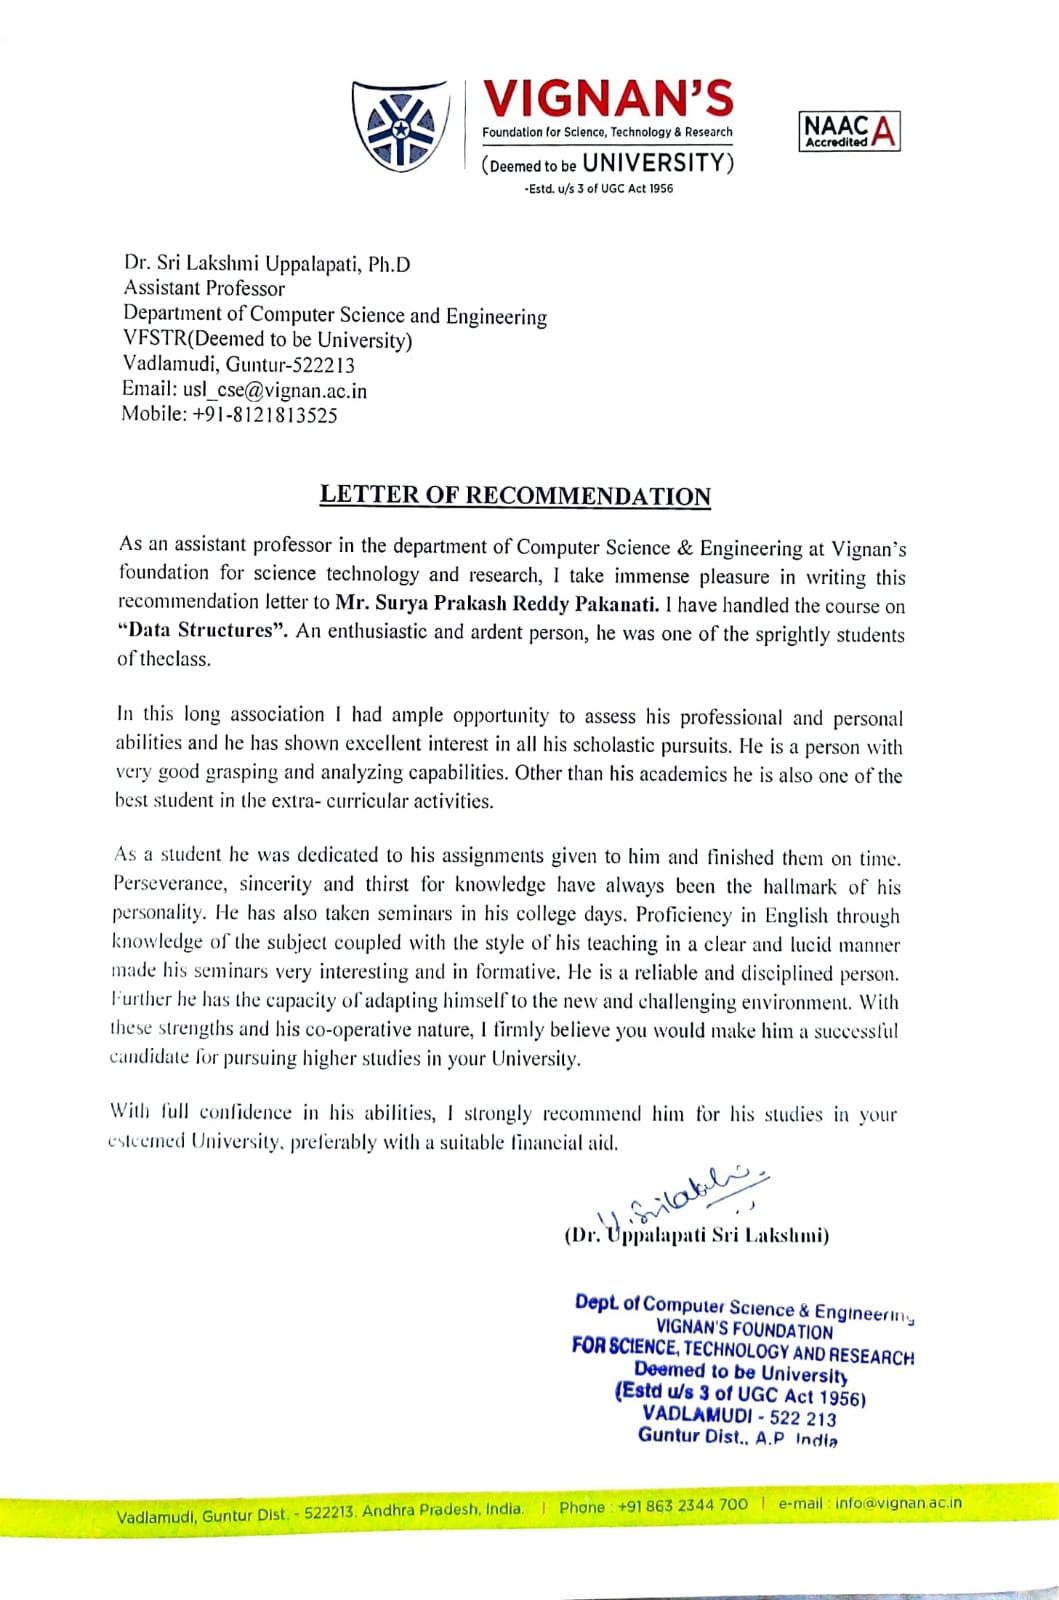 VIGNAN'S
Foundation for Science, Technology & Research
(Deemed to be UNIVERSITY)
-Estd. u/s 3 of UGC Act 1956
NAAC A
Accredited
Dr. Sri Lakshmi Uppalapati, Ph.D
Assistant Professor
Department of Computer Science and Engineering
VFSTR(Deemed to be University)
Vadlamudi, Guntur-522213
Email: usl_cse@vignan.ac.in
Mobile: +91-8121813525
LETTER OF RECOMMENDATION
As an assistant professor in the department of Computer Science & Engineering at Vignan's
foundation for science technology and research, I take immense pleasure in writing this
recommendation letter to Mr. Surya Prakash Reddy Pakanati. I have handled the course on
“Data Structures”. An enthusiastic and ardent person, he was one of the sprightly students
of theclass.
In this long association I had ample opportunity to assess his professional and personal
abilities and he has shown excellent interest in all his scholastic pursuits. He is a person with
very good grasping and analyzing capabilities. Other than his academics he is also one of the
best student in the extra- curricular activities.
As a student he was dedicated to his assignments given to him and finished them on time.
Perseverance, sincerity and thirst for knowledge have always been the hallmark of his
personality. He has also taken seminars in his college days. Proficiency in English through
knowledge of the subject coupled with the style of his teaching in a clear and lucid manner
made his seminars very interesting and in formative. He is a reliable and disciplined person.
Further he has the capacity of adapting himself to the new and challenging environment. With
these strengths and his co-operative nature, I firmly believe you would make him a successful
candidate for pursuing higher studies in your University.
With full confidence in his abilities, I strongly recommend him for his studies in your
esteemed University, preferably with a suitable financial aid.
U. Srilakshmi
(Dr. Uppalapati Sri Lakshmi)
Dept. of Computer Science & Engineering
VIGNAN'S FOUNDATION
FOR SCIENCE, TECHNOLOGY AND RESEARCH
Deemed to be University
(Estd u/s 3 of UGC Act 1956)
VADLAMUDI - 522 213
Guntur Dist., A.P India
Vadlamudi, Guntur Dist. - 522213, Andhra Pradesh, India. | Phone : +91 863 2344 700 | e-mail : info@vignan.ac.in